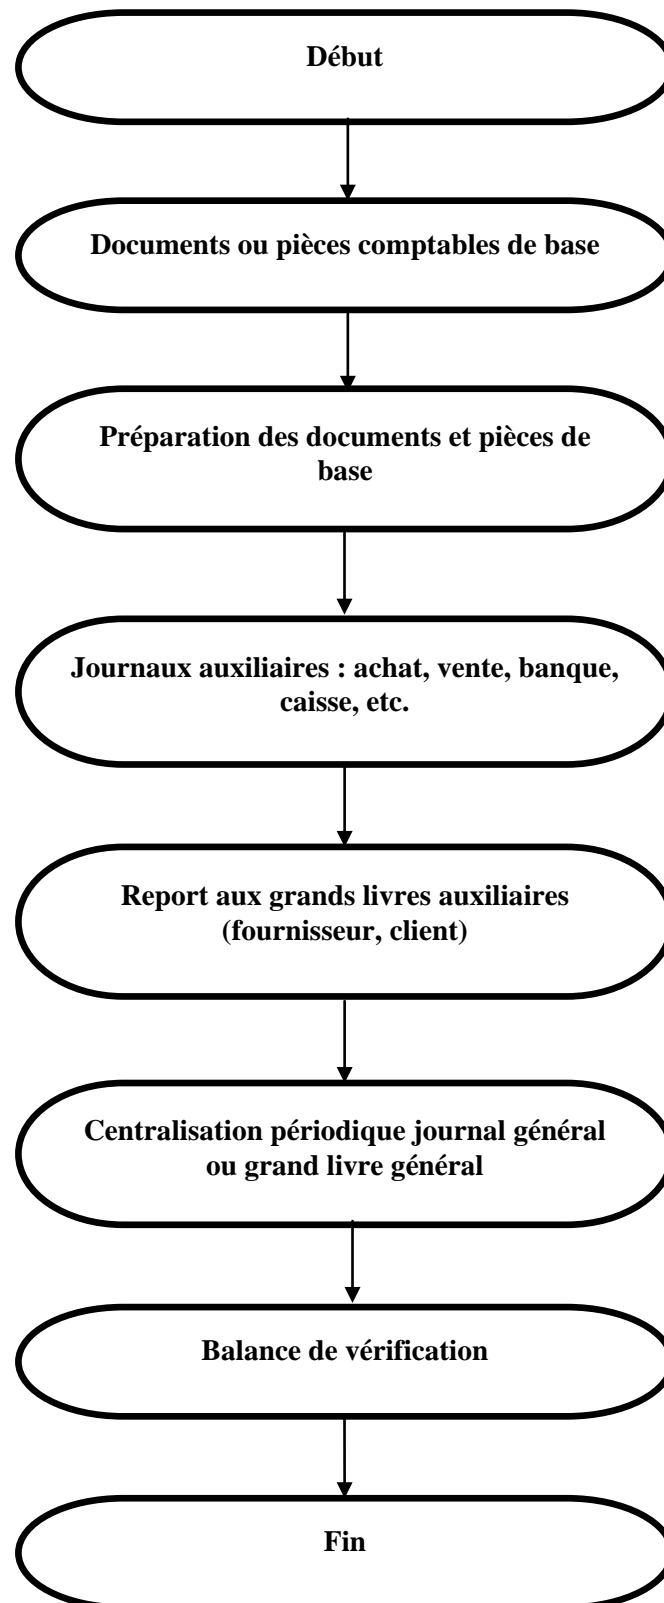 Début
Documents ou pièces comptables de base
Préparation des documents et pièces de
base
Journaux auxiliaires : achat, vente, banque,
caisse, etc.
Report aux grands livres auxiliaires
(fournisseur, client)
Centralisation périodique journal général
ou grand livre général
Balance de vérification
Fin